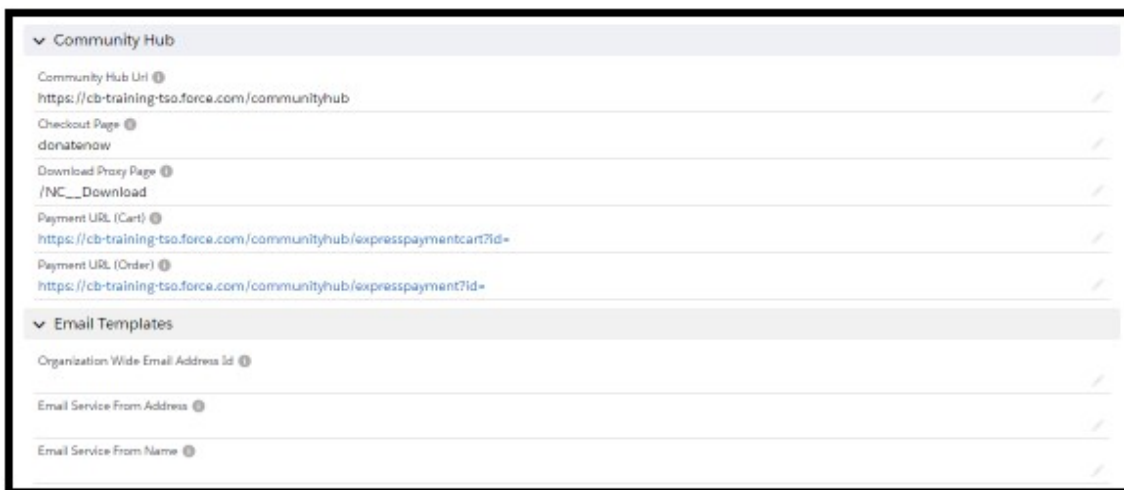 Community Hub
Community Hub Url
https://cb-training-tso.force.com/communityhub
Checkout Page
donatenow
Download Proxy Page
/NC__Download
Payment URL (Cart)
https://cb-training-tso.force.com/communityhub/expresspaymentcart?id=
Payment URL (Order)
https://cb-training-tso.force.com/communityhub/expresspayment?id=
Email Templates
Organization Wide Email Address Id
Email Service From Address
Email Service From Name